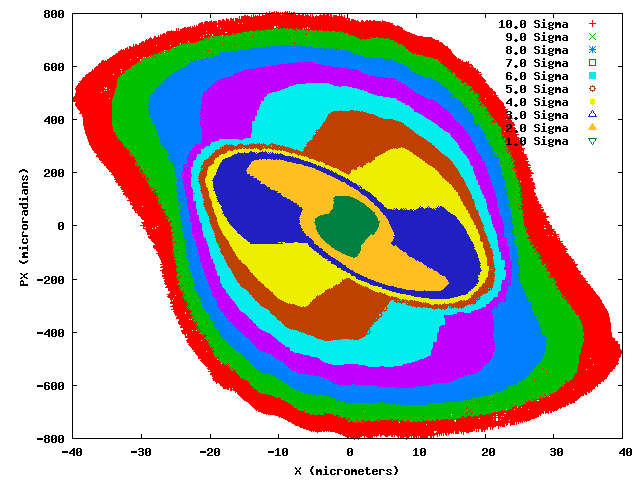 800
600
400
200
0
-200
-400
-600
-800
PX (microradians)
10.0 Sigma
9.0 Sigma
8.0 Sigma
7.0 Sigma
6.0 Sigma
5.0 Sigma
4.0 Sigma
3.0 Sigma
2.0 Sigma
1.0 Sigma
-40 -30 -20 -10 0 10 20 30 40
X (micrometers)